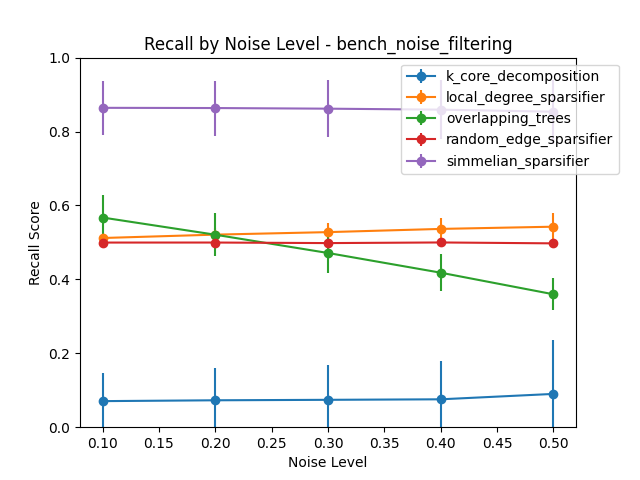 Recall by Noise Level - bench_noise_filtering
k_core_decomposition
local_degree_sparsifier
overlapping_trees
random_edge_sparsifier
simmelian_sparsifier
Recall Score
1.0
0.8
0.6
0.4
0.2
0.0
0.10 0.15 0.20 0.25 0.30 0.35 0.40 0.45 0.50
Noise Level